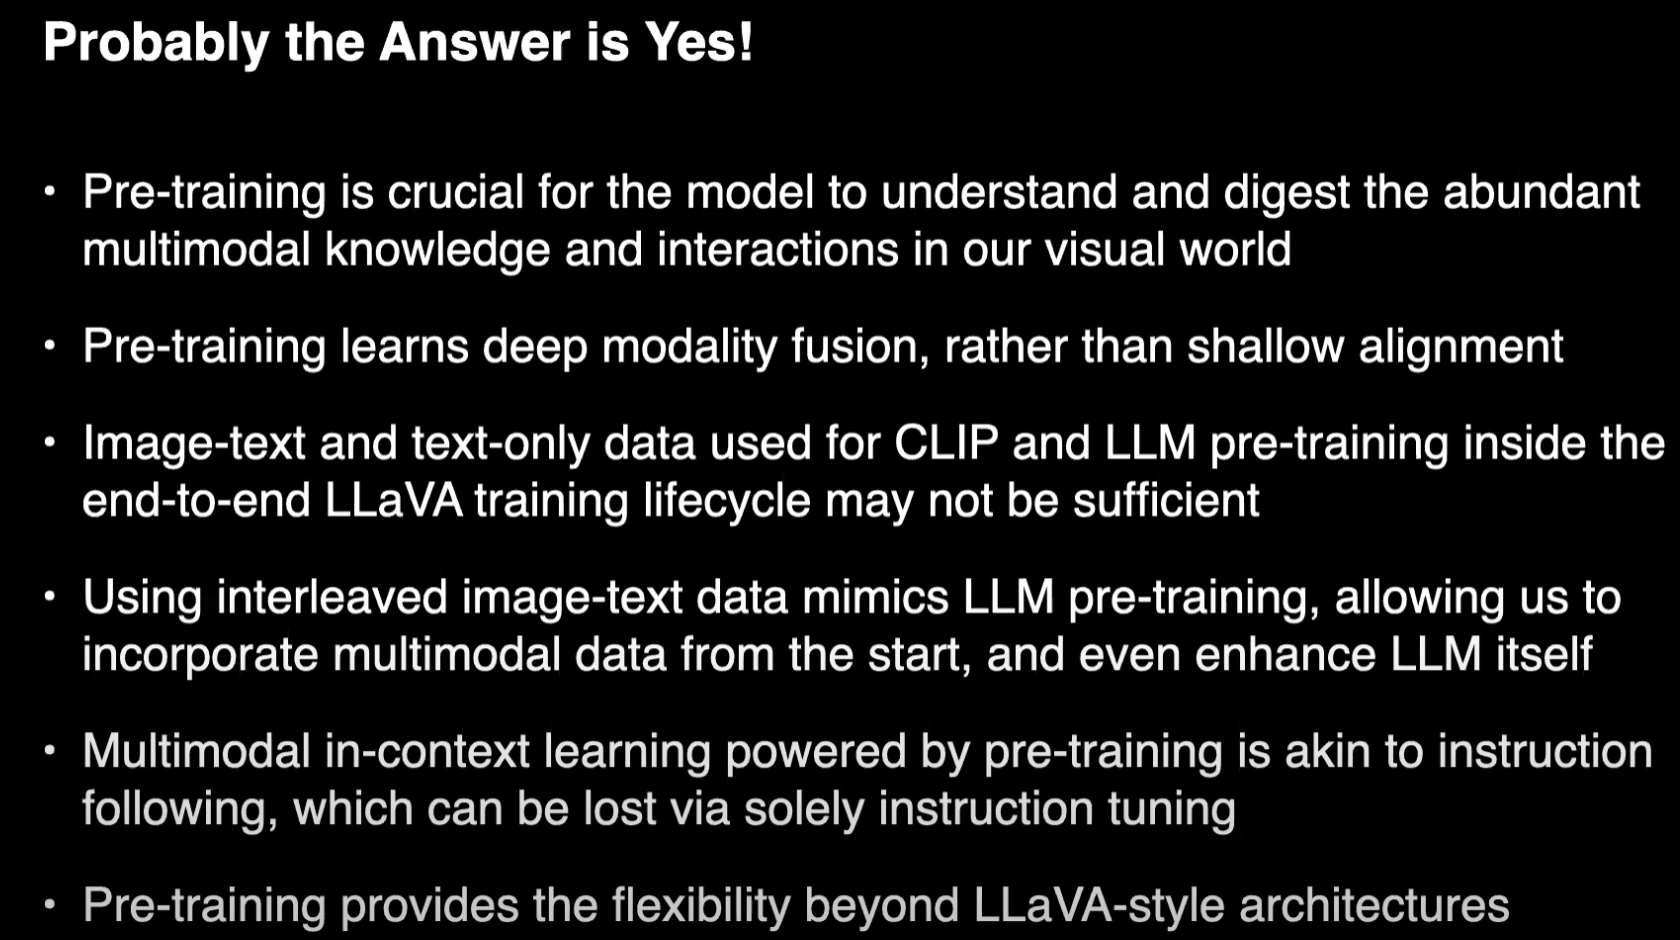 Probably the Answer is Yes!
• Pre-training is crucial for the model to understand and digest the abundant
multimodal knowledge and interactions in our visual world
• Pre-training learns deep modality fusion, rather than shallow alignment
• Image-text and text-only data used for CLIP and LLM pre-training inside the
end-to-end LLaVA training lifecycle may not be sufficient
• Using interleaved image-text data mimics LLM pre-training, allowing us to
incorporate multimodal data from the start, and even enhance LLM itself
• Multimodal in-context learning powered by pre-training is akin to instruction
following, which can be lost via solely instruction tuning
• Pre-training provides the flexibility beyond LLaVA-style architectures